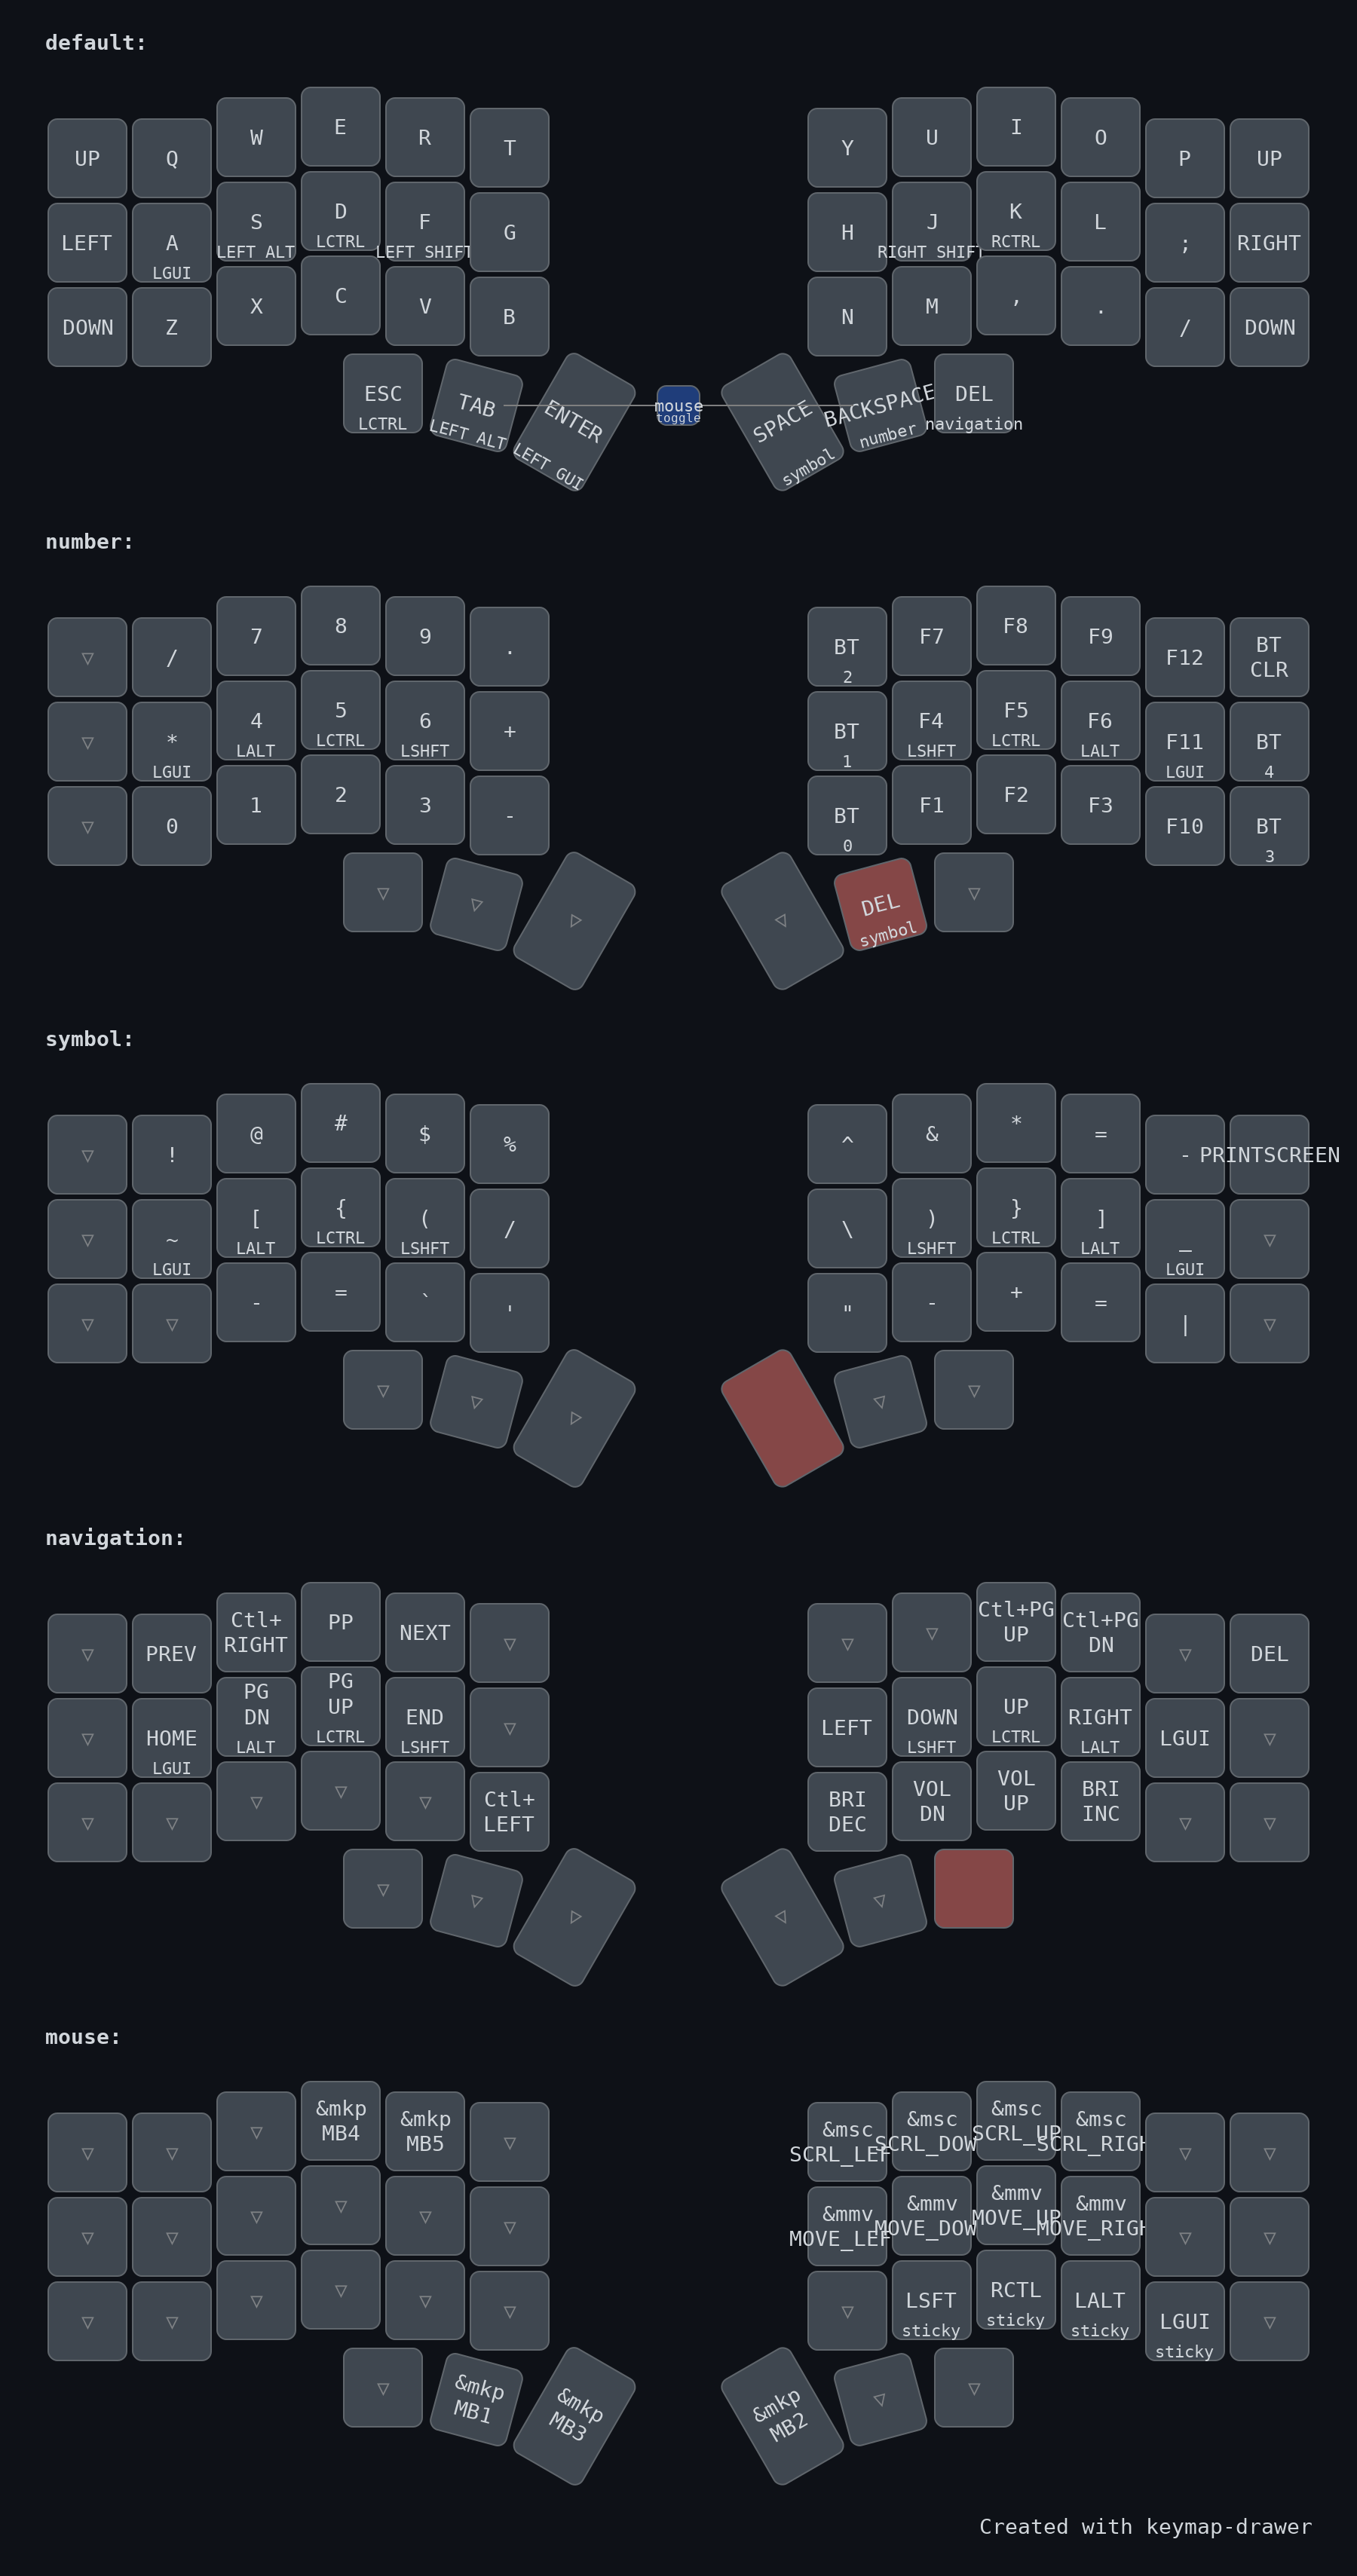 default:
UP Q W E R T Y U I O P UP
LEFT A LGUI S LEFT ALT D LCTRL F LEFT SHIFT G H J RIGHT SHIFT K RCTRL L ; RIGHT
DOWN Z X C V B N M , . / DOWN
ESC LCTRL TAB LEFT ALT ENTER LEFT GUI mouse toggle SPACE symbol BACKSPACE number DEL navigation
number:
▽ / 7 8 9 . BT 2 F7 F8 F9 F12 BT CLR
▽ * LGUI 4 LALT 5 LCTRL 6 LSHFT + BT 1 F4 LSHFT F5 LCTRL F6 LALT F11 LGUI BT 4
▽ 0 1 2 3 - BT 0 F1 F2 F3 F10 BT 3
▽ ▽ ▽ ▽ DEL symbol ▽
symbol:
▽ ! @ # $ % ^ & * = - PRINTSCREEN
▽ ~ LGUI [ LALT { LCTRL ( LSHFT / \ ) LSHFT } LCTRL ] LALT _ LGUI ▽
▽ ▽ - = ` ' " - + = | ▽
▽ ▽ ▽ ▽ ▽
navigation:
▽ PREV Ctl+ RIGHT PP NEXT ▽ ▽ ▽ Ctl+PG UP Ctl+PG DN ▽ DEL
▽ HOME LGUI PG DN LALT PG UP LCTRL END LSHFT ▽ LEFT DOWN LSHFT UP LCTRL RIGHT LALT LGUI ▽
▽ ▽ ▽ ▽ ▽ Ctl+ LEFT BRI DEC VOL DN VOL UP BRI INC ▽ ▽
▽ ▽ ▽ ▽ ▽
mouse:
▽ ▽ ▽ &mkp MB4 &mkp MB5 ▽ &msc SCRL_LEF &msc SCRL_DOW &msc SCRL_UP &msc SCRL_RIGH ▽ ▽
▽ ▽ ▽ ▽ ▽ ▽ &mmv MOVE_LEF &mmv MOVE_DOW &mmv MOVE_UP &mmv MOVE_RIGH ▽ ▽
▽ ▽ ▽ ▽ ▽ ▽ ▽ LSFT sticky RCTL sticky LALT sticky LGUI sticky ▽
▽ &mkp MB1 &mkp MB3 &mkp MB2 ▽ ▽
Created with keymap-drawer